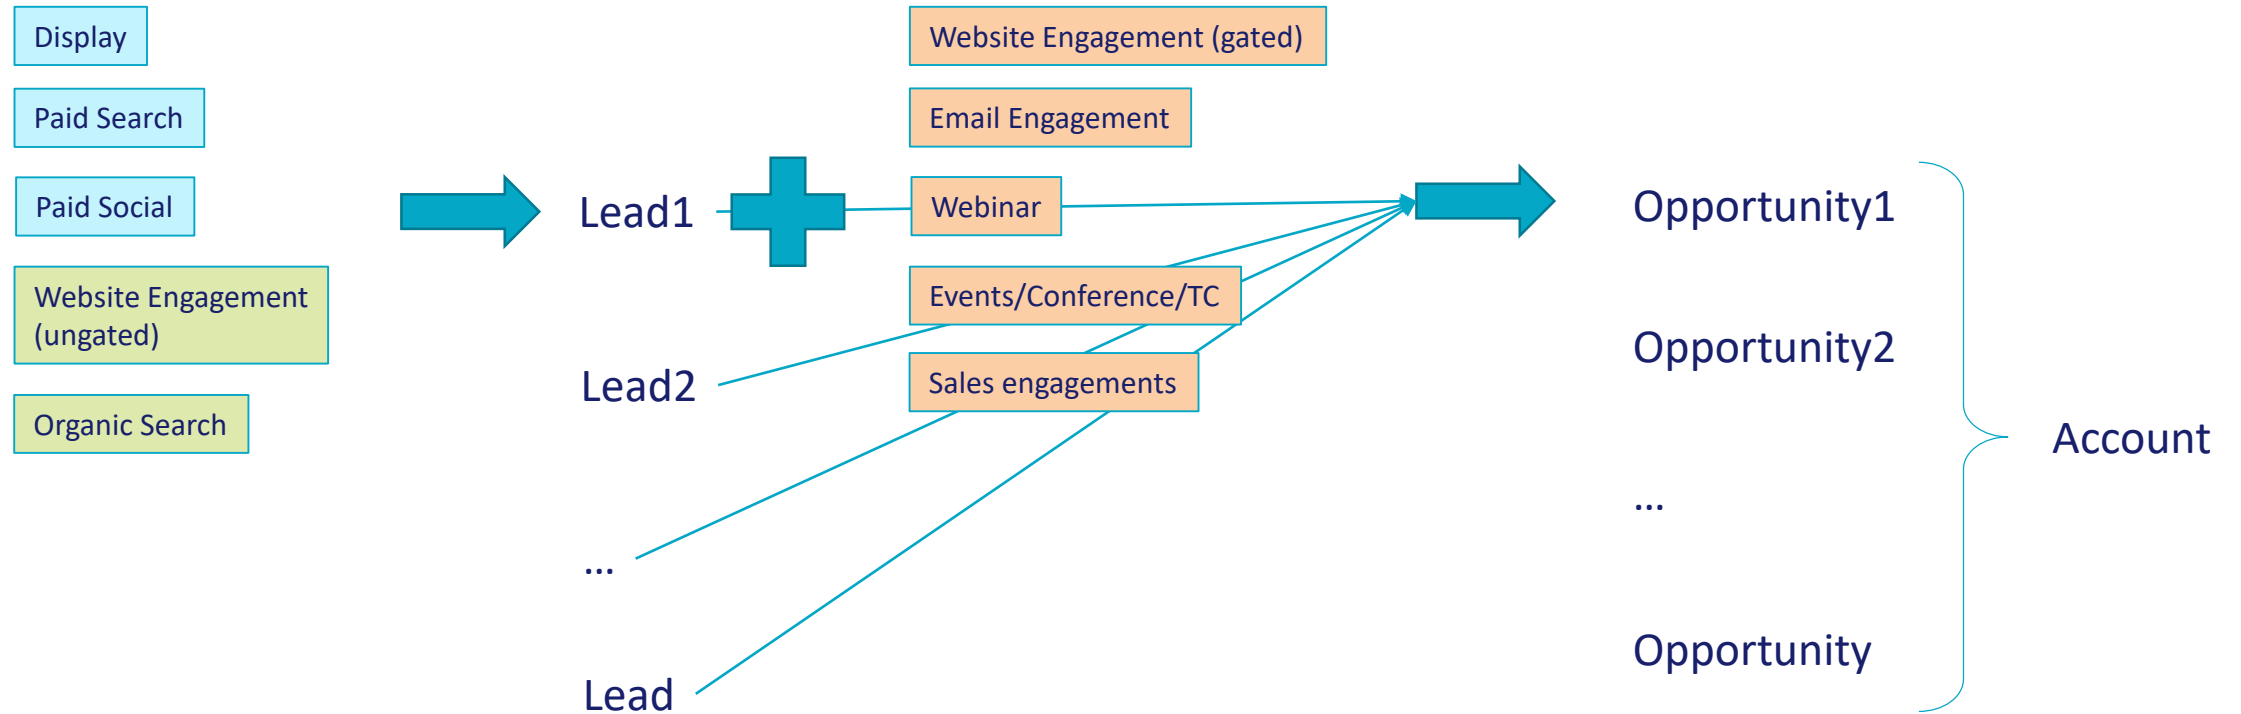 Display
Paid Search
Paid Social
Website Engagement
(ungated)
Organic Search
Lead1
Lead2
...
Lead
Website Engagement (gated)
Email Engagement
Webinar
Events/Conference/TC
Sales engagements
Opportunity1
Opportunity2
...
Opportunity
Account